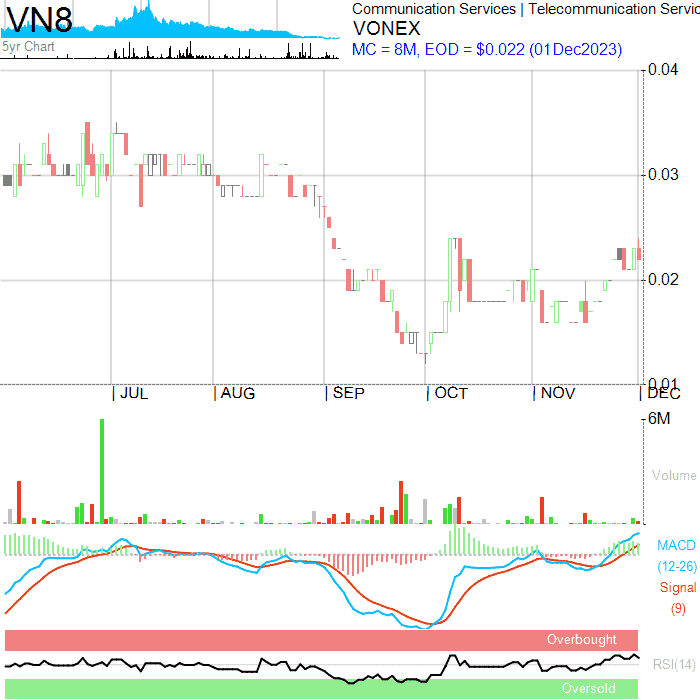 VN8
Communication Services | Telecommunication Servic
VONEX
5yr Chart
MC = 8M, EOD = $0.022 (01Dec2023)
0.04
0.03
0.02
0.01
| JUL | AUG | SEP | OCT | NOV | DEC
6M
Volume
MACD
(12-26)
Signal
(9)
Overbought
RSI(14)
Oversold